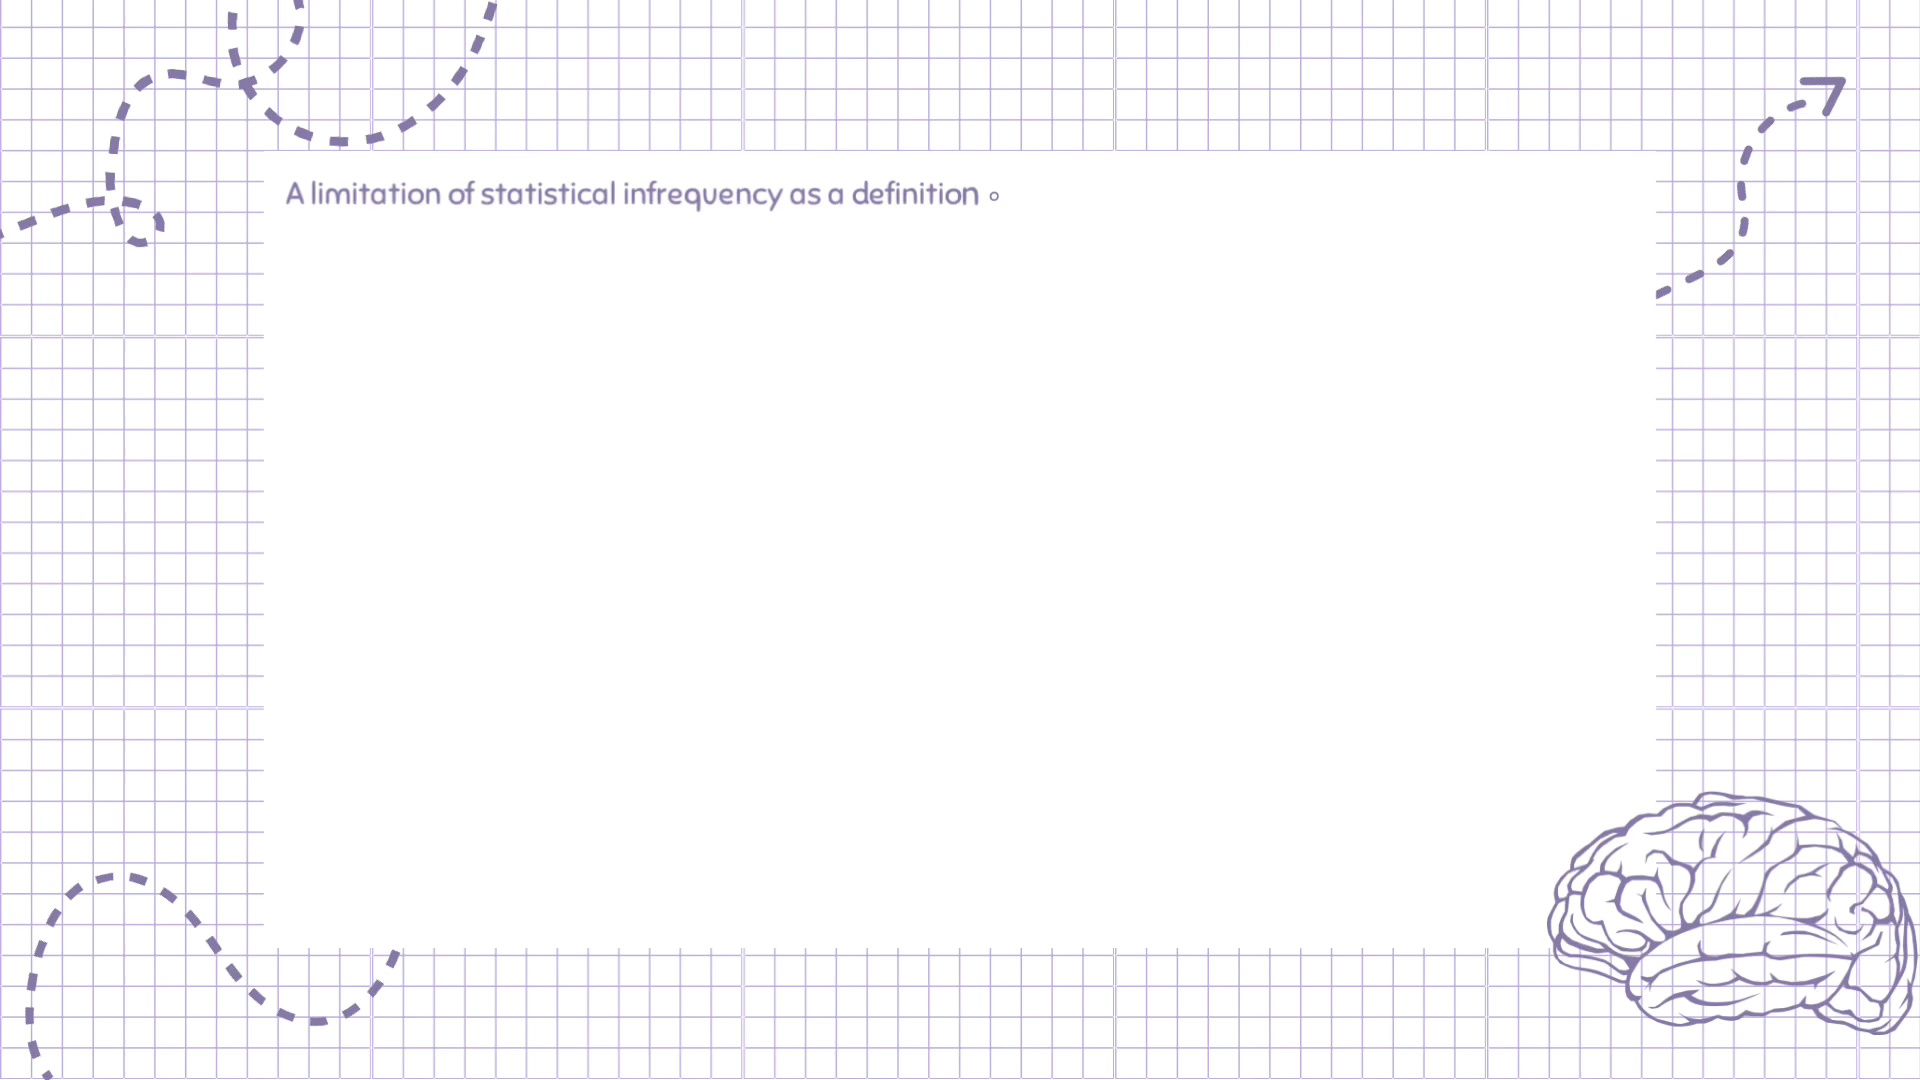 A limitation of statistical infrequency as a definition